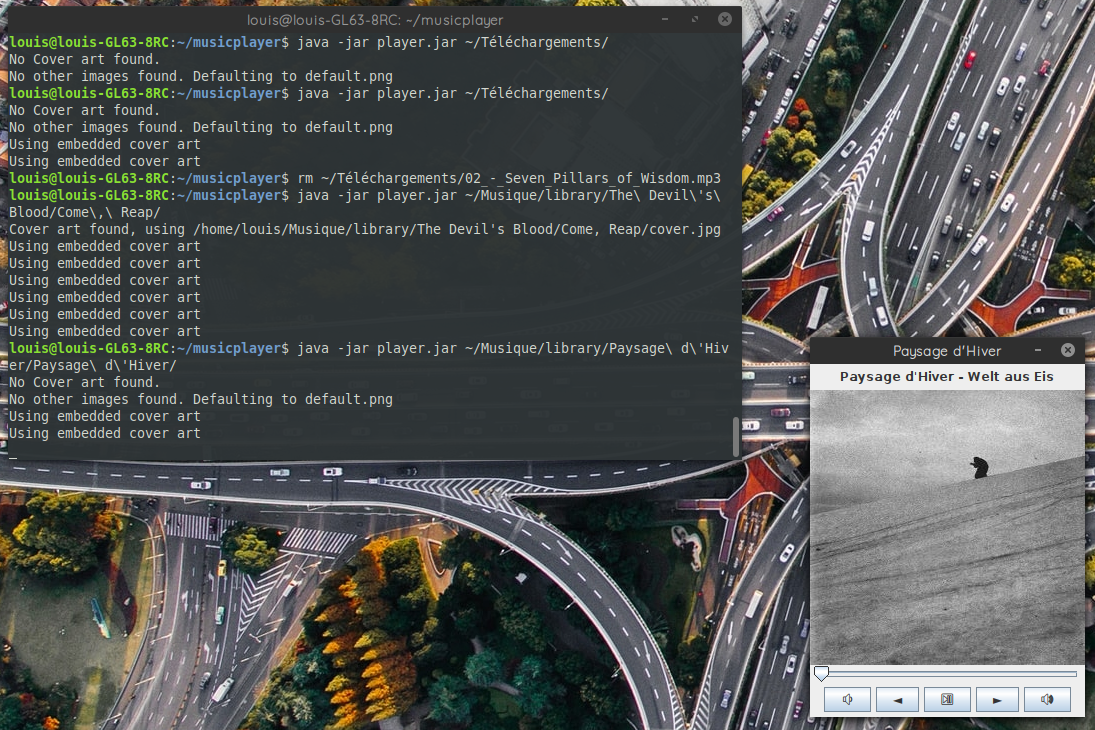 louis@louis-GL63-8RC: ~/musicplayer
louis@louis-GL63-8RC:~/musicplayer$ java -jar player.jar ~/Téléchargements/
No Cover art found.
No other images found. Defaulting to default.png
louis@louis-GL63-8RC:~/musicplayer$ java -jar player.jar ~/Téléchargements/
No Cover art found.
No other images found. Defaulting to default.png
Using embedded cover art
Using embedded cover art
louis@louis-GL63-8RC:~/musicplayer$ rm ~/Téléchargements/02_-_Seven_Pillars_of_Wisdom.mp3
louis@louis-GL63-8RC:~/musicplayer$ java -jar player.jar ~/Musique/library/The\ Devil\'s\
Blood/Come\,\ Reap/
Cover art found, using /home/louis/Musique/library/The Devil's Blood/Come, Reap/cover.jpg
Using embedded cover art
Using embedded cover art
Using embedded cover art
Using embedded cover art
Using embedded cover art
Using embedded cover art
louis@louis-GL63-8RC:~/musicplayer$ java -jar player.jar ~/Musique/library/Paysage\ d\'Hiv
er/Paysage\ d\'Hiver/
No Cover art found.
No other images found. Defaulting to default.png
Using embedded cover art
Using embedded cover art
Paysage d'Hiver
Paysage d'Hiver - Welt aus Eis